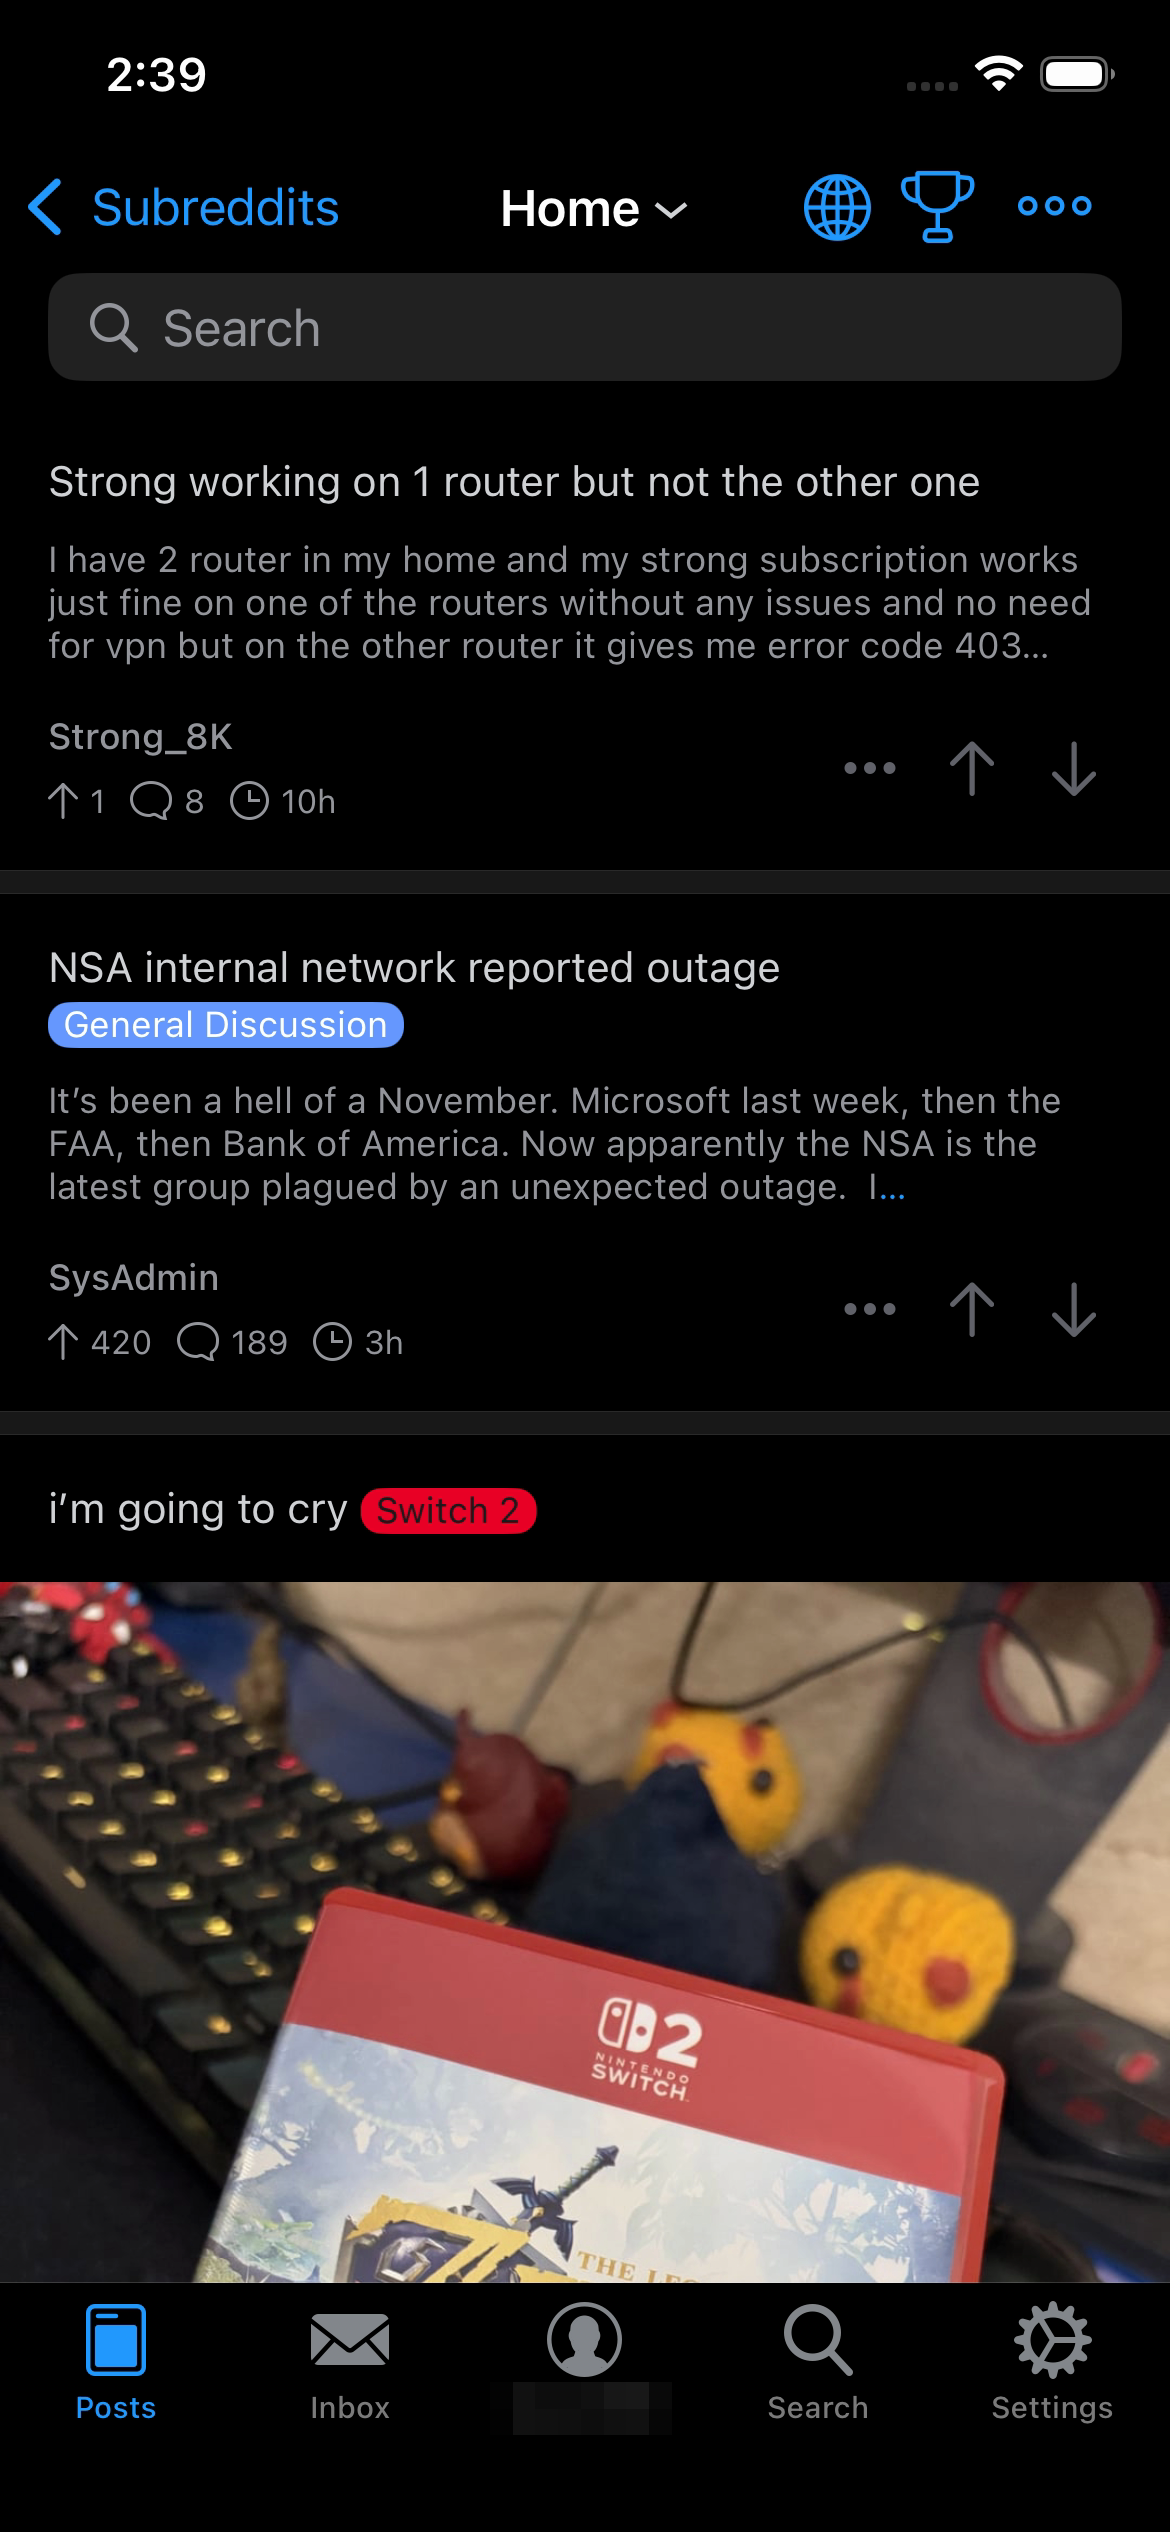 2:39
Subreddits
Home
Search
Strong working on 1 router but not the other one
I have 2 router in my home and my strong subscription works
just fine on one of the routers without any issues and no need
for vpn but on the other router it gives me error code 403...
Strong_8K
1 8 10h
NSA internal network reported outage
General Discussion
It’s been a hell of a November. Microsoft last week, then the
FAA, then Bank of America. Now apparently the NSA is the
latest group plagued by an unexpected outage. I...
SysAdmin
420 189 3h
i’m going to cry Switch 2
2
NINTENDO
SWITCH
THE
Posts
Inbox
Search
Settings